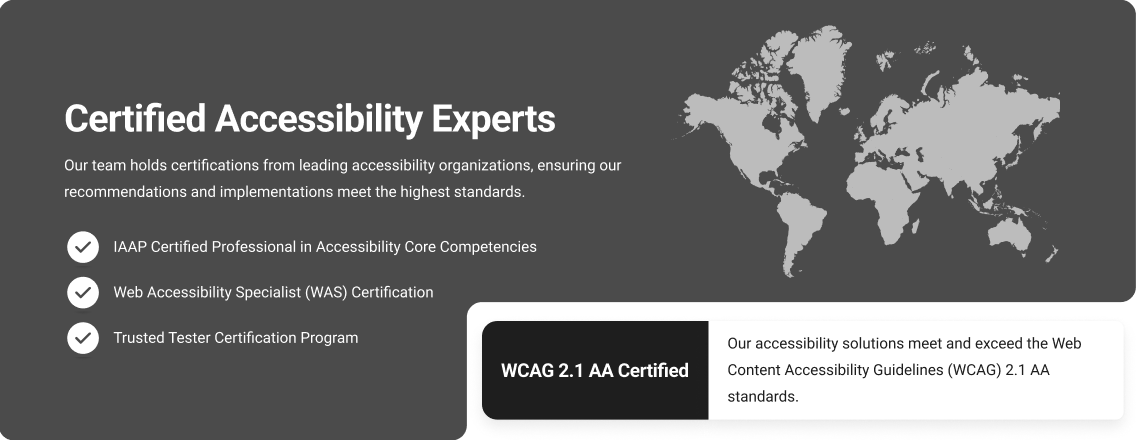 Certified Accessibility Experts
Our team holds certifications from leading accessibility organizations, ensuring our
recommendations and implementations meet the highest standards.
IAAP Certified Professional in Accessibility Core Competencies
Web Accessibility Specialist (WAS) Certification
Trusted Tester Certification Program
WCAG 2.1 AA Certified
Our accessibility solutions meet and exceed the Web
Content Accessibility Guidelines (WCAG) 2.1 AA
standards.